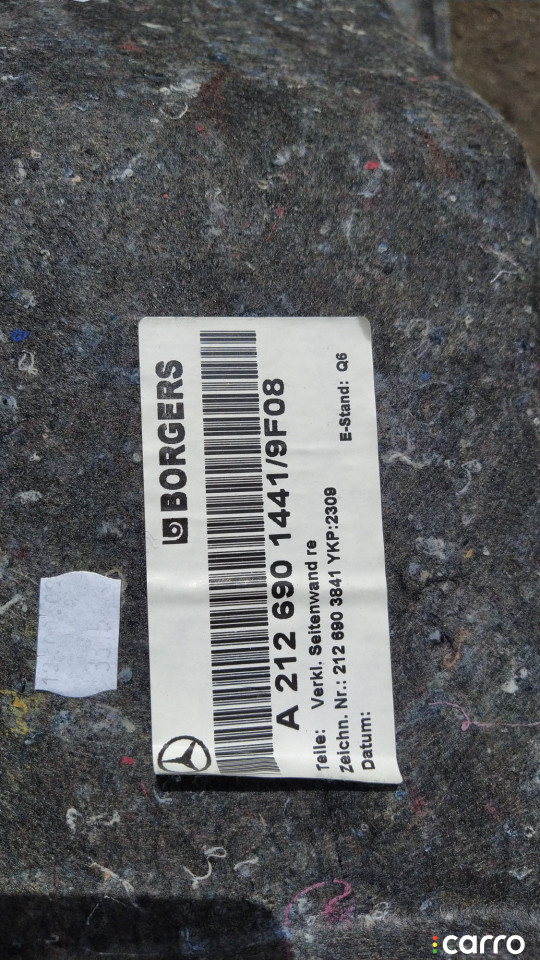 BORGERS
A 212 690 1441/9F08
Teile: Verkl. Seitenwand re
Zeichn. Nr.: 212 690 3841 YKP:2309
Datum: E-Stand: Q6
carro